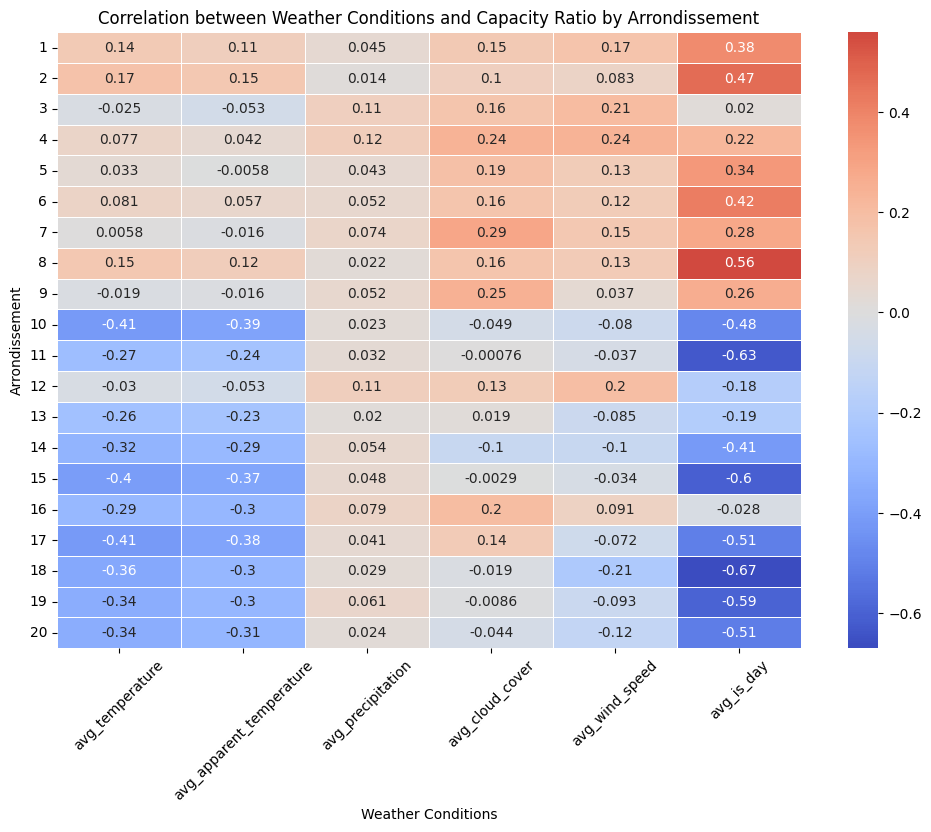 Correlation between Weather Conditions and Capacity Ratio by Arrondissement
1 0.14 0.11 0.045 0.15 0.17 0.38
2 0.17 0.15 0.014 0.1 0.083 0.47
3 -0.025 -0.053 0.11 0.16 0.21 0.02
4 0.077 0.042 0.12 0.24 0.24 0.22
5 0.033 -0.0058 0.043 0.19 0.13 0.34
6 0.081 0.057 0.052 0.16 0.12 0.42
7 0.0058 -0.016 0.074 0.29 0.15 0.28
8 0.15 0.12 0.022 0.16 0.13 0.56
9 -0.019 -0.016 0.052 0.25 0.037 0.26
10 -0.41 -0.39 0.023 -0.049 -0.08 -0.48
11 -0.27 -0.24 0.032 -0.00076 -0.037 -0.63
12 -0.03 -0.053 0.11 0.13 0.2 -0.18
13 -0.26 -0.23 0.02 0.019 -0.085 -0.19
14 -0.32 -0.29 0.054 -0.1 -0.1 -0.41
15 -0.4 -0.37 0.048 -0.0029 -0.034 -0.6
16 -0.29 -0.3 0.079 0.2 0.091 -0.028
17 -0.41 -0.38 0.041 0.14 -0.072 -0.51
18 -0.36 -0.3 0.029 -0.019 -0.21 -0.67
19 -0.34 -0.3 0.061 -0.0086 -0.093 -0.59
20 -0.34 -0.31 0.024 -0.044 -0.12 -0.51
Arrondissement
avg_temperature
avg_apparent_temperature
avg_precipitation
avg_cloud_cover
avg_wind_speed
avg_is_day
Weather Conditions
0.4
0.2
0.0
−0.2
−0.4
−0.6